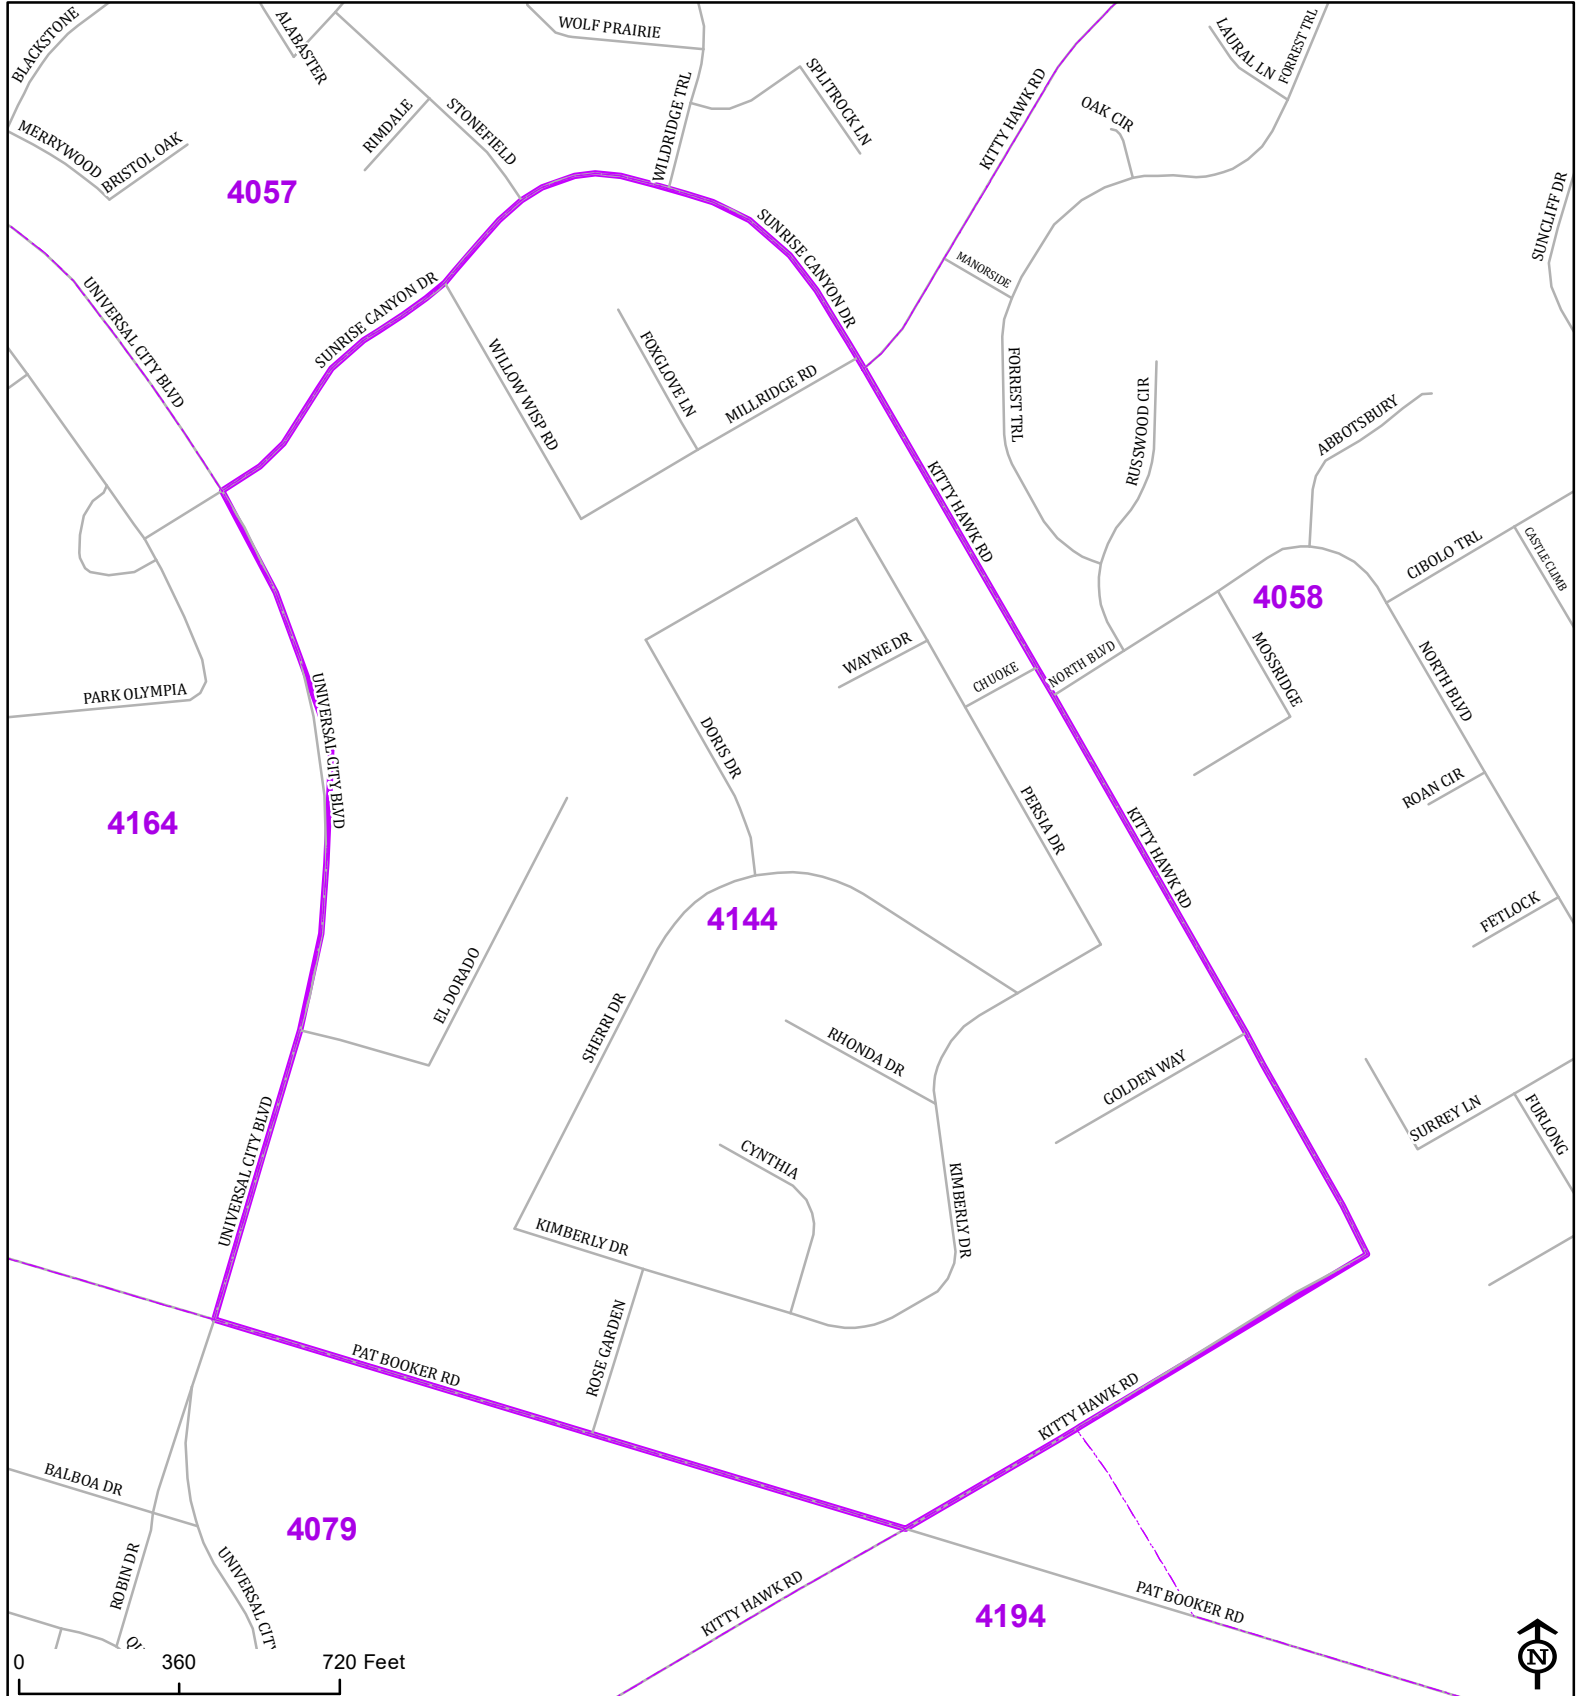 BLACKSTONE
ALABASTER
WOLF PRAIRIE
LAURAL LN
FORREST TRL
MERRYWOOD
BRISTOL OAK
RIMDALE
STONEFIELD
WILDRIDGE TRL
SPLITROCK LN
KITTY HAWK RD
OAK CIR
4057
SUNCLIFF DR
UNIVERSAL CITY BLVD
SUNRISE CANYON DR
SUNRISE CANYON DR
MANORSIDE
WILLOW WISP RD
FOXGLOVE LN
MILLRIDGE RD
FORREST TRL
RUSSWOOD CIR
ABBOTSBURY
KITTY HAWK RD
CIBOLO TRL
CASTLE CLIMB
4058
WAYNE DR
CHUOKE
NORTH BLVD
MOSSRIDGE
NORTH BLVD
PARK OLYMPIA
UNIVERSAL CITY BLVD
DORIS DR
PERSIA DR
KITTY HAWK RD
ROAN CIR
4164
4144
FETLOCK
EL DORADO
SHERRI DR
RHONDA DR
GOLDEN WAY
SURREY LN
FURLONG
UNIVERSAL CITY BLVD
CYNTHIA
KIMBERLY DR
KIMBERLY DR
ROSE GARDEN
PAT BOOKER RD
KITTY HAWK RD
BALBOA DR
4079
ROBIN DR
UNIVERSAL CITY
KITTY HAWK RD
4194
PAT BOOKER RD
N
0 360 720 Feet